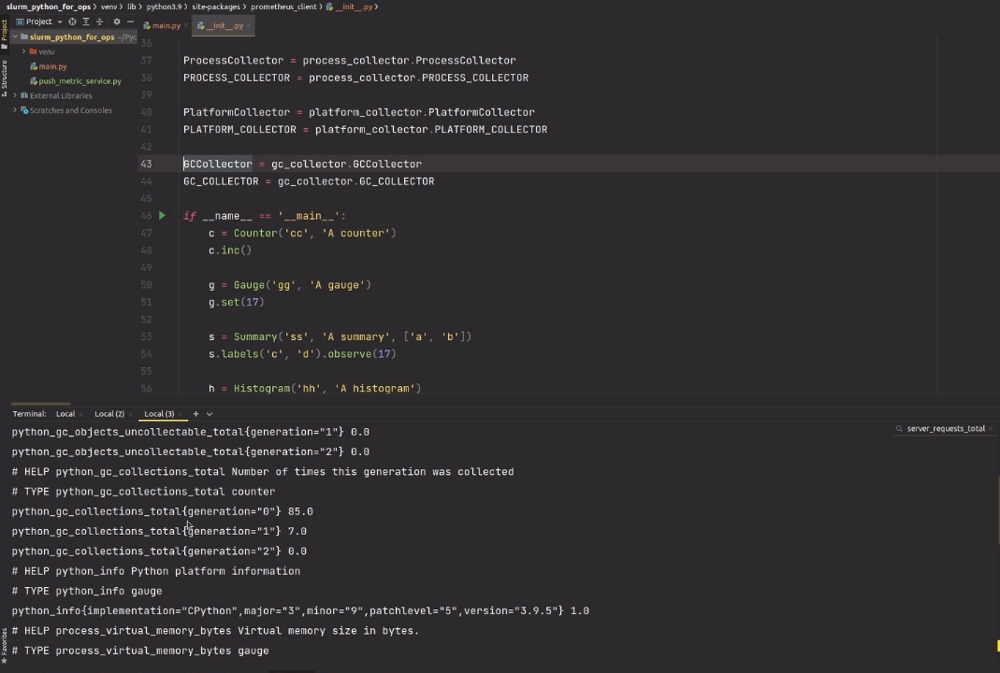 slurm_python_for_ops > venv > lib > python3.9 > site-packages > prometheus_client > __init__.py
Project
slurm_python_for_ops ~/Pyc
venv
main.py
push_metric_service.py
External Libraries
Scratches and Consoles
Project
Structure
Favorites
main.py
__init__.py
36
37 ProcessCollector = process_collector.ProcessCollector
38 PROCESS_COLLECTOR = process_collector.PROCESS_COLLECTOR
39
40 PlatformCollector = platform_collector.PlatformCollector
41 PLATFORM_COLLECTOR = platform_collector.PLATFORM_COLLECTOR
42
43 GCCollector = gc_collector.GCCollector
44 GC_COLLECTOR = gc_collector.GC_COLLECTOR
45
46 if __name__ == '__main__':
47 c = Counter('cc', 'A counter')
48 c.inc()
49
50 g = Gauge('gg', 'A gauge')
51 g.set(17)
52
53 s = Summary('ss', 'A summary', ['a', 'b'])
54 s.labels('c', 'd').observe(17)
55
56 h = Histogram('hh', 'A histogram')
Terminal: Local × Local (2) × Local (3) × +
server_requests_total
python_gc_objects_uncollectable_total{generation="1"} 0.0
python_gc_objects_uncollectable_total{generation="2"} 0.0
# HELP python_gc_collections_total Number of times this generation was collected
# TYPE python_gc_collections_total counter
python_gc_collections_total{generation="0"} 85.0
python_gc_collections_total{generation="1"} 7.0
python_gc_collections_total{generation="2"} 0.0
# HELP python_info Python platform information
# TYPE python_info gauge
python_info{implementation="CPython",major="3",minor="9",patchlevel="5",version="3.9.5"} 1.0
# HELP process_virtual_memory_bytes Virtual memory size in bytes.
# TYPE process_virtual_memory_bytes gauge